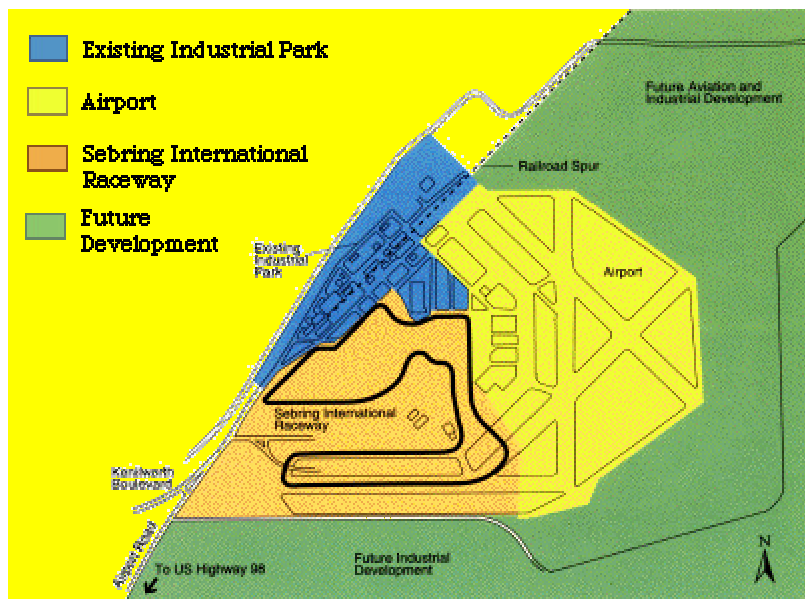 Existing Industrial Park
Airport
Sebring International
Raceway
Future
Development
Future Aviation and
Industrial Development
Railroad Spur
Existing
Industrial
Park
Airport
Sebring International
Raceway
Kenilworth
Boulevard
Airport Road
To US Highway 98
Future Industrial
Development
N